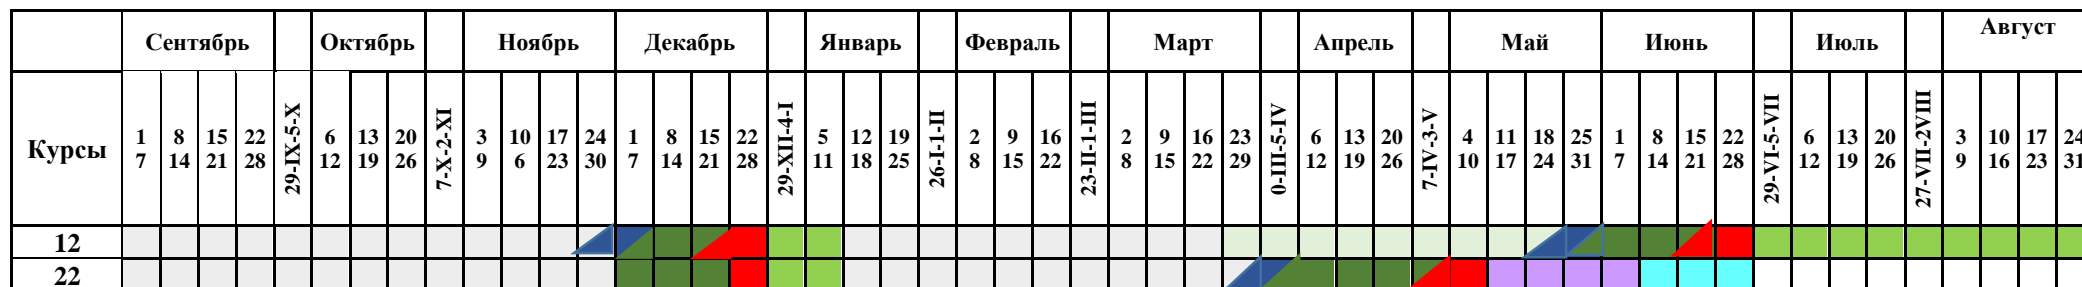 Сентябрь Октябрь Ноябрь Декабрь Январь Февраль Март Апрель Май Июнь Июль Август
Курсы 1 7 8 14 15 21 22 28 29-IX-5-X 6 12 13 19 20 26 7-X-2-XI 3 9 10 6 17 23 24 30 1 7 8 14 15 21 22 28 29-XII-4-I 5 11 12 18 19 25 26-I-1-II 2 8 9 15 16 22 23-II-1-III 2 8 9 15 16 22 23 29 0-III-5-IV 6 12 13 19 20 26 7-IV-3-V 4 10 11 17 18 24 25 31 1 7 8 14 15 21 22 28 29-VI-5-VII 6 12 13 19 20 26 27-VII-2VIII 3 9 10 16 17 23 24 31
12
22